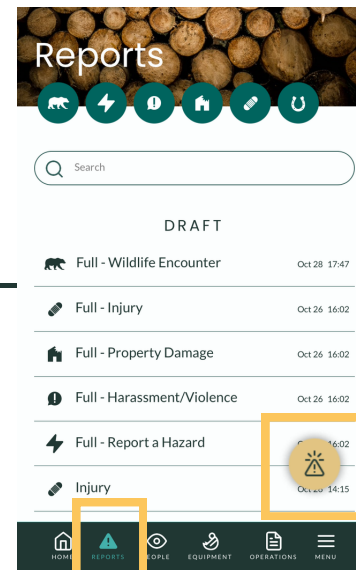 Reports
Search
DRAFT
Full - Wildlife Encounter Oct 28 17:47
Full - Injury Oct 26 16:02
Full - Property Damage Oct 26 16:02
Full - Harassment/Violence Oct 26 16:02
Full - Report a Hazard 16:02
Injury 14:15
HOME REPORTS OPLE EQUIPMENT OPERATIONS MENU